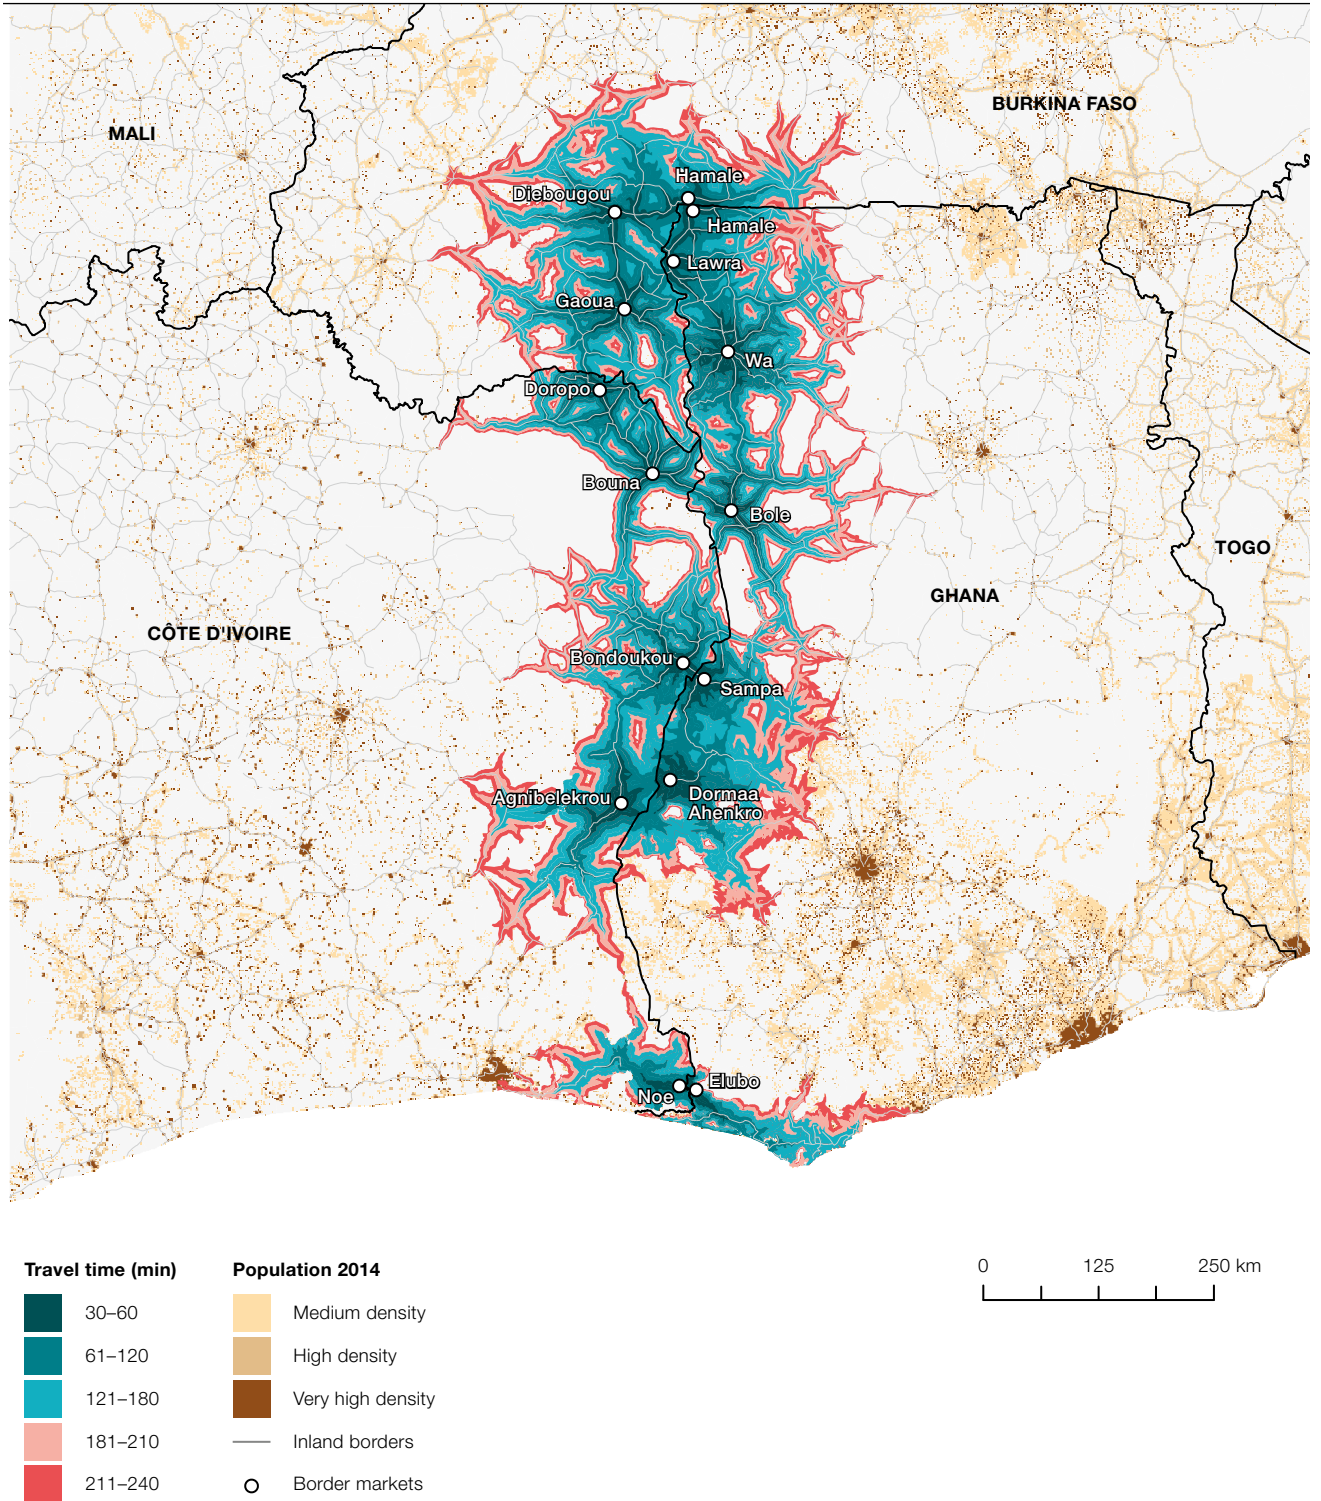 BURKINA FASO
MALI
Hamale
Diebougou
Hamale
Lawra
Gaoua
Wa
Doropo
Bouna
Bole
TOGO
GHANA
CÔTE D'IVOIRE
Bondoukou
Sampa
Agnibelekrou
Dormaa
Ahenkro
Elubo
Noe
Travel time (min)
30–60
61–120
121–180
181–210
211–240
Population 2014
Medium density
High density
Very high density
Inland borders
Border markets
0 125 250 km